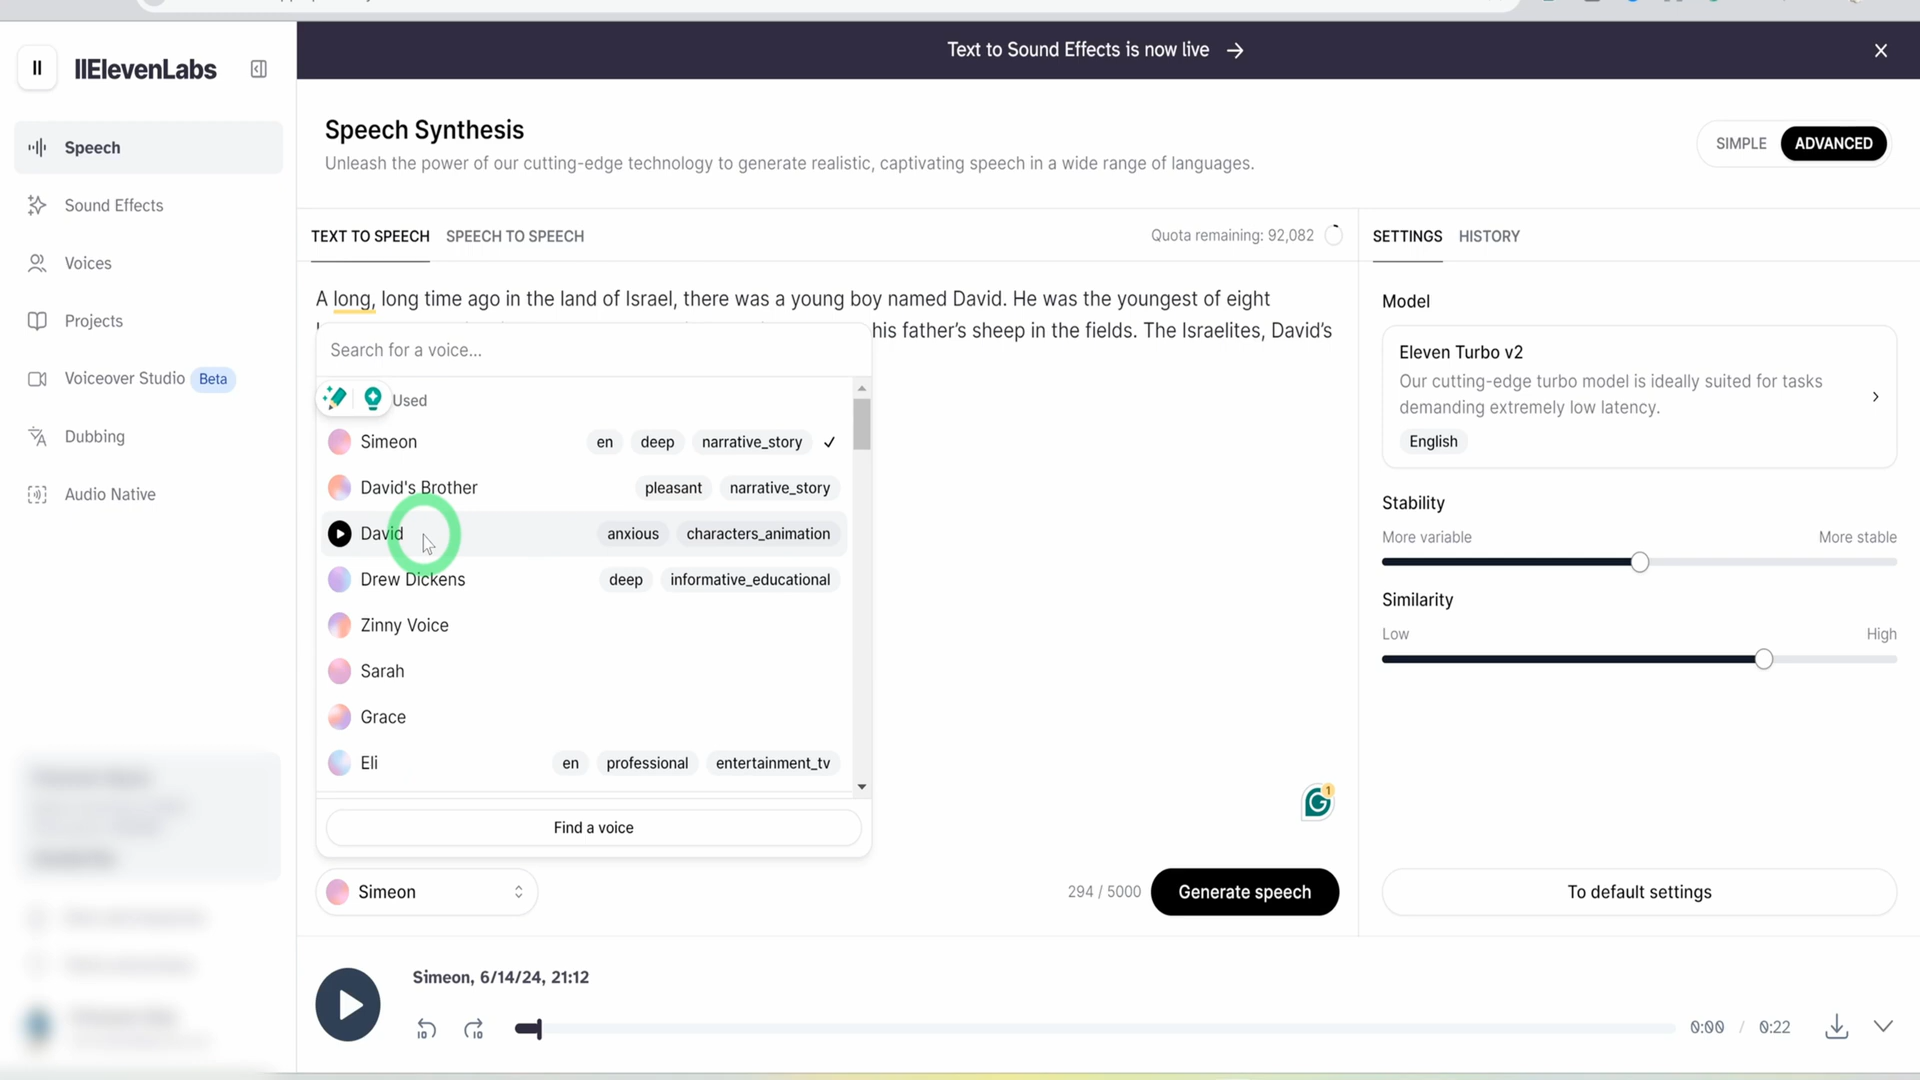 IIElevenLabs
Text to Sound Effects is now live →
Speech
Sound Effects
Voices
Projects
Voiceover Studio Beta
Dubbing
Audio Native
Speech Synthesis
Unleash the power of our cutting-edge technology to generate realistic, captivating speech in a wide range of languages.
SIMPLE ADVANCED
TEXT TO SPEECH SPEECH TO SPEECH
Quota remaining: 92,082
A long, long time ago in the land of Israel, there was a young boy named David. He was the youngest of eight
his father's sheep in the fields. The Israelites, David's
Search for a voice...
Used
Simeon en deep narrative_story
David's Brother pleasant narrative_story
David anxious characters_animation
Drew Dickens deep informative_educational
Zinny Voice
Sarah
Grace
Eli en professional entertainment_tv
Find a voice
Simeon
294 / 5000
Generate speech
1
SETTINGS HISTORY
Model
Eleven Turbo v2
Our cutting-edge turbo model is ideally suited for tasks
demanding extremely low latency.
English
Stability
More variable More stable
Similarity
Low High
To default settings
Simeon, 6/14/24, 21:12
10 10
0:00 / 0:22